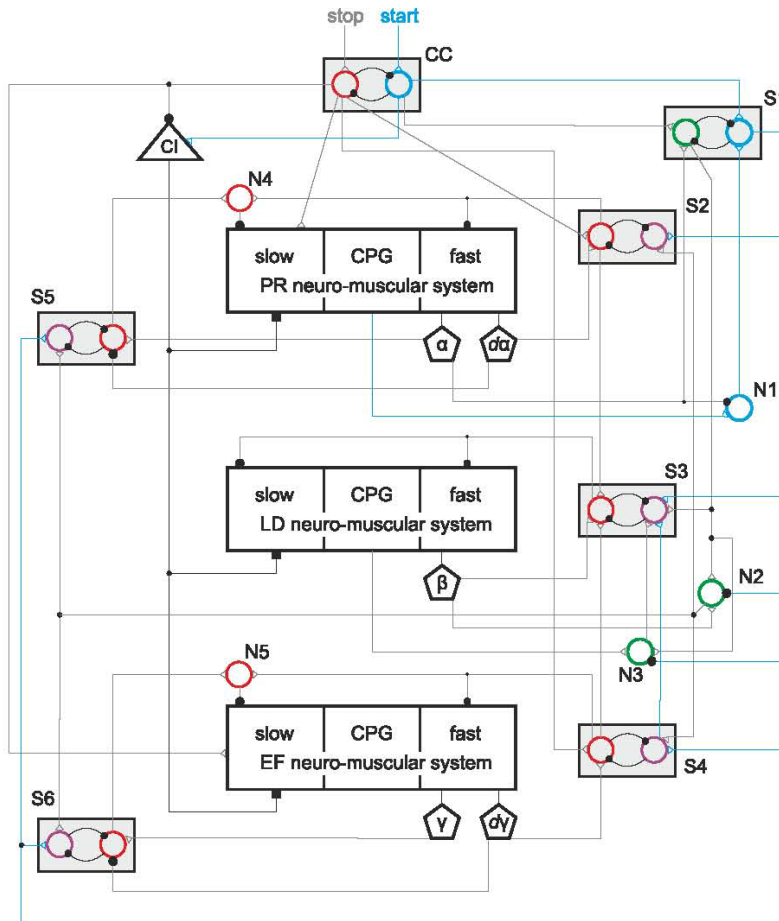 stop start
CC
S
CI
N4
S2
slow CPG fast
PR neuro-muscular system
S5
α dα
N1
slow CPG fast
LD neuro-muscular system
S3
β
N2
N3
N5
slow CPG fast
EF neuro-muscular system
S4
S6
γ dγ